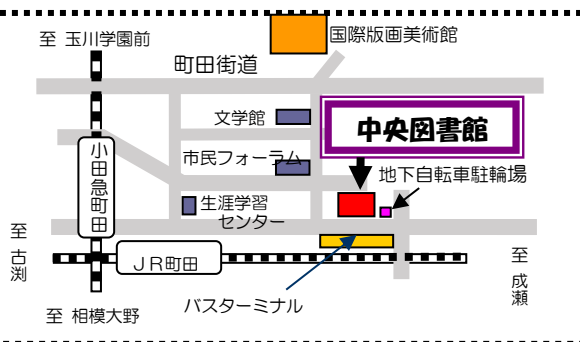 至 玉川学園前
国際版画美術館
町田街道
文学館
中央図書館
市民フォーラム
地下自転車駐輪場
小田急町田
生涯学習
センター
至 古渕
JR町田
至 成瀬
バスターミナル
至 相模大野